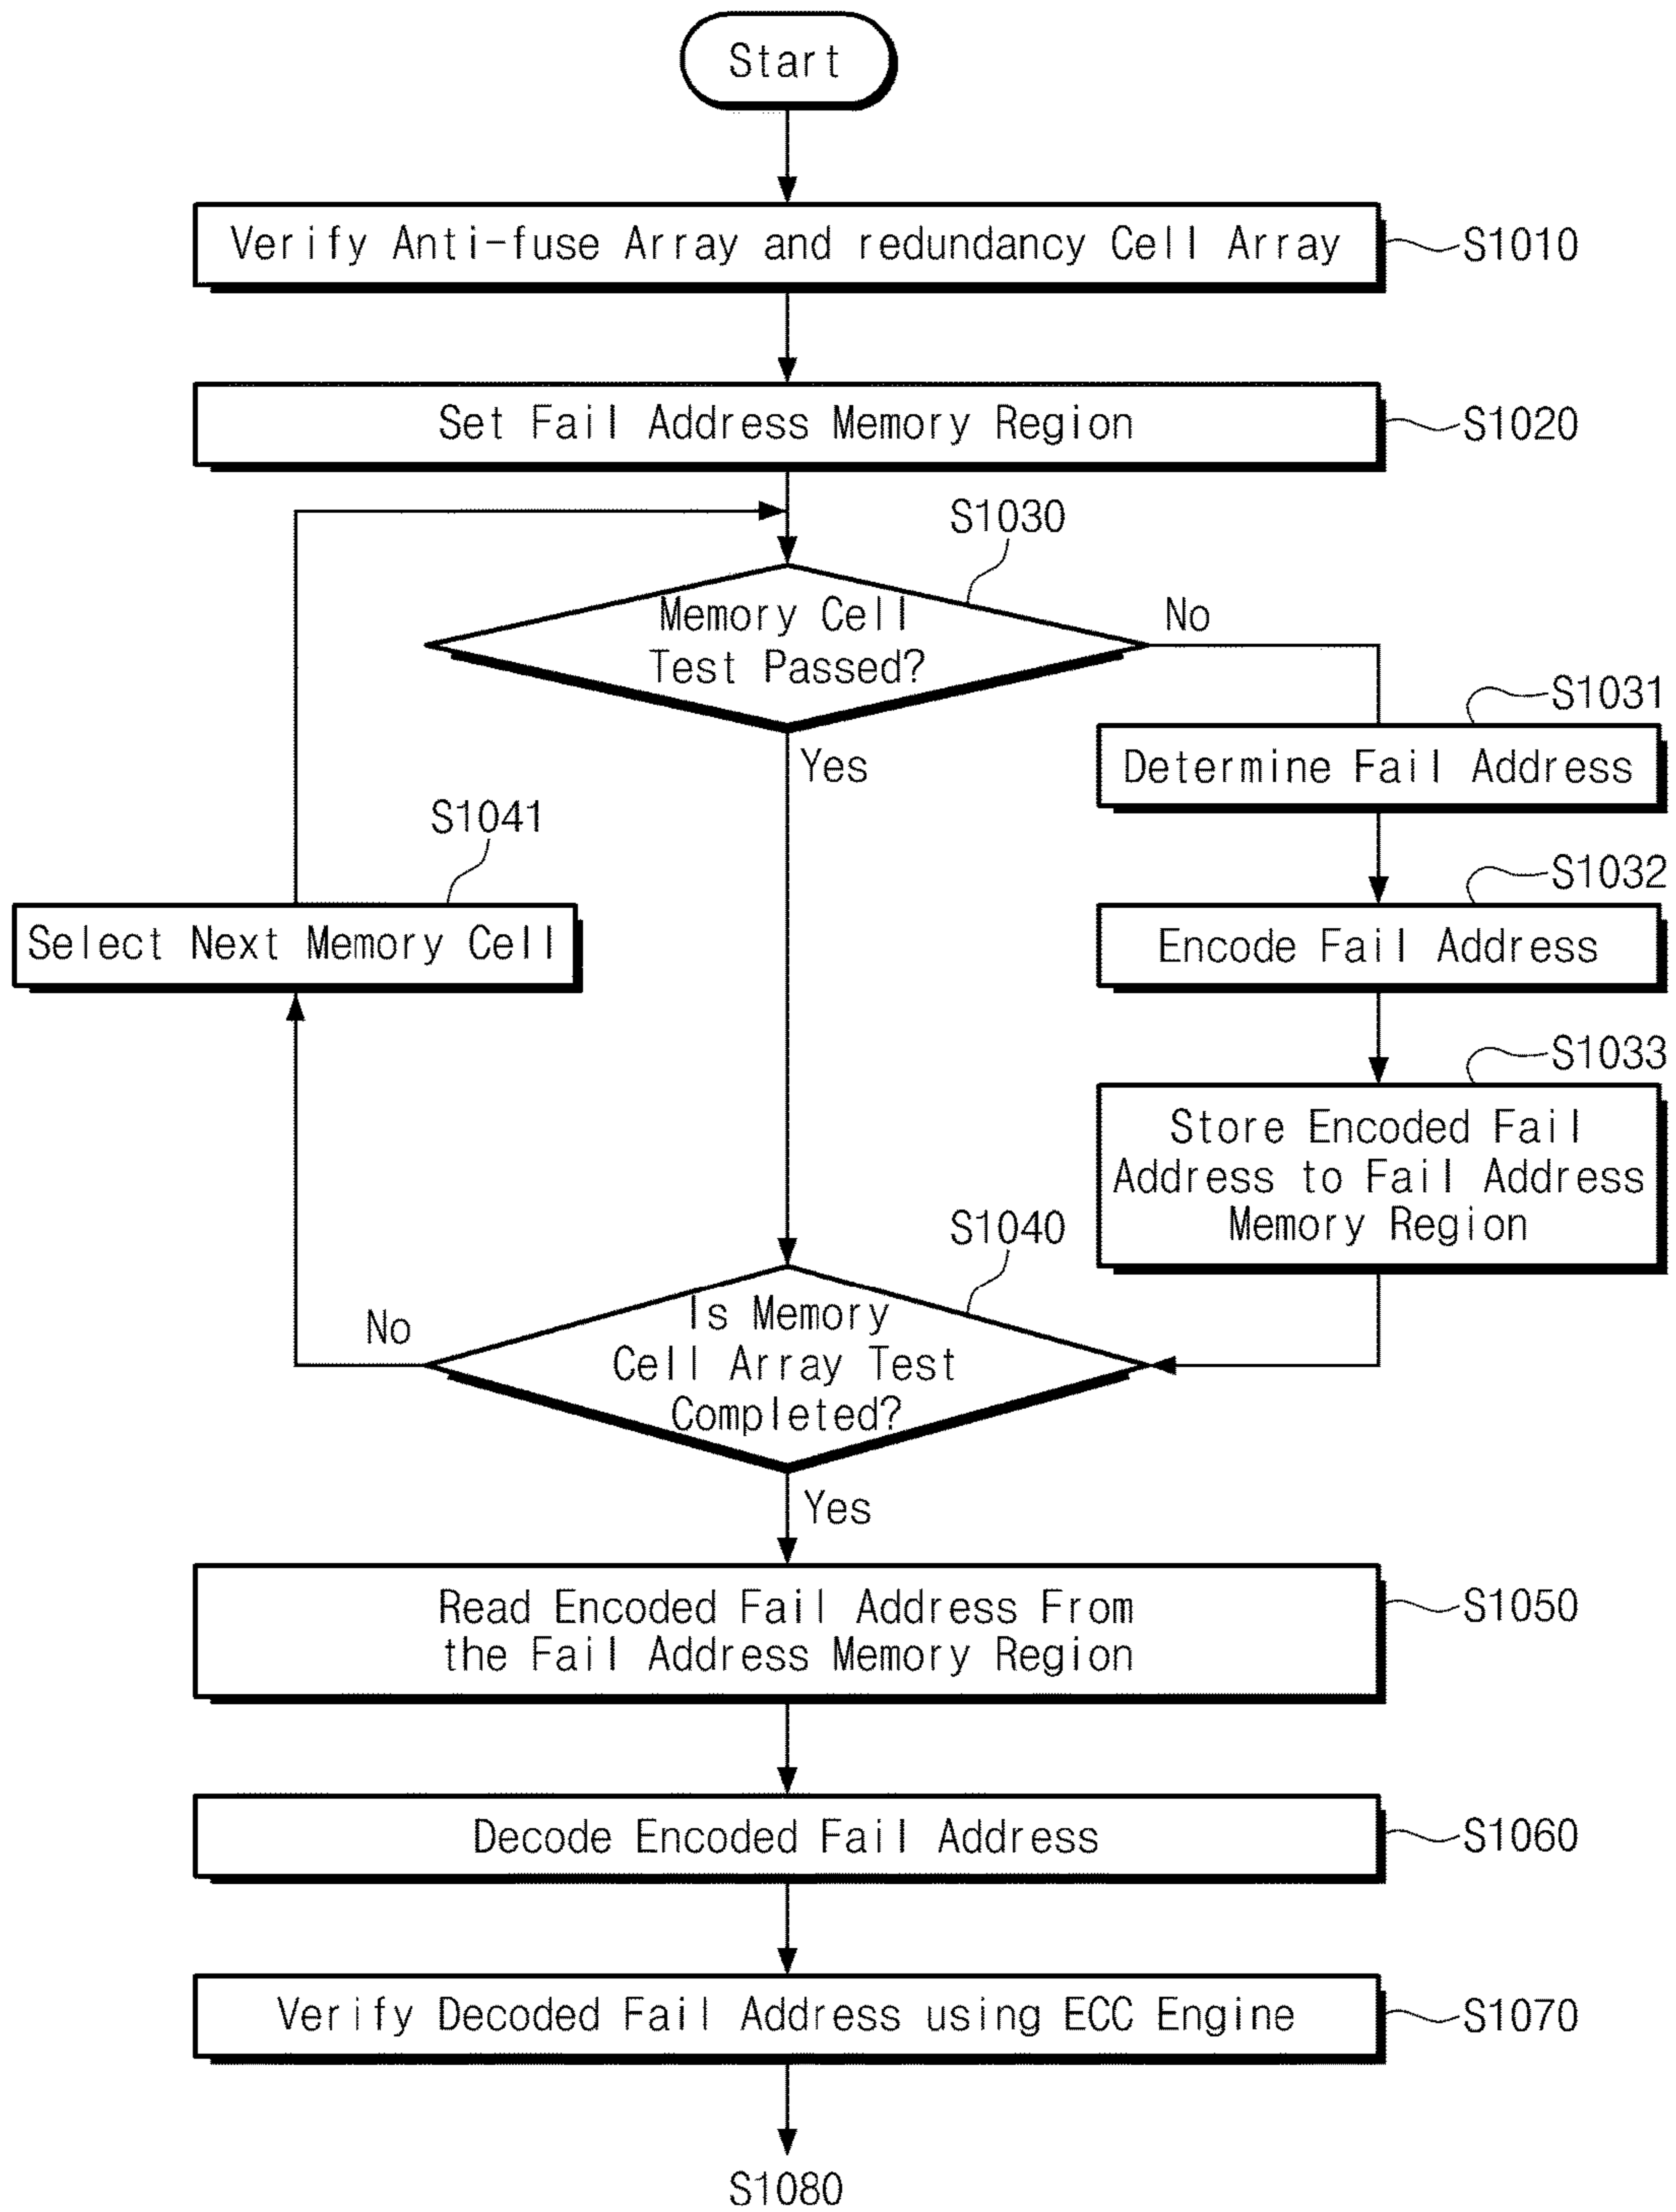 Start
Verify Anti-fuse Array and redundancy Cell Array
S1010
Set Fail Address Memory Region
S1020
S1030
Memory Cell
Test Passed?
No
Yes
S1031
Determine Fail Address
S1041
Select Next Memory Cell
S1032
Encode Fail Address
S1033
Store Encoded Fail
Address to Fail Address
Memory Region
S1040
Is Memory
Cell Array Test
Completed?
No
Yes
Read Encoded Fail Address From
the Fail Address Memory Region
S1050
Decode Encoded Fail Address
S1060
Verify Decoded Fail Address using ECC Engine
S1070
S1080